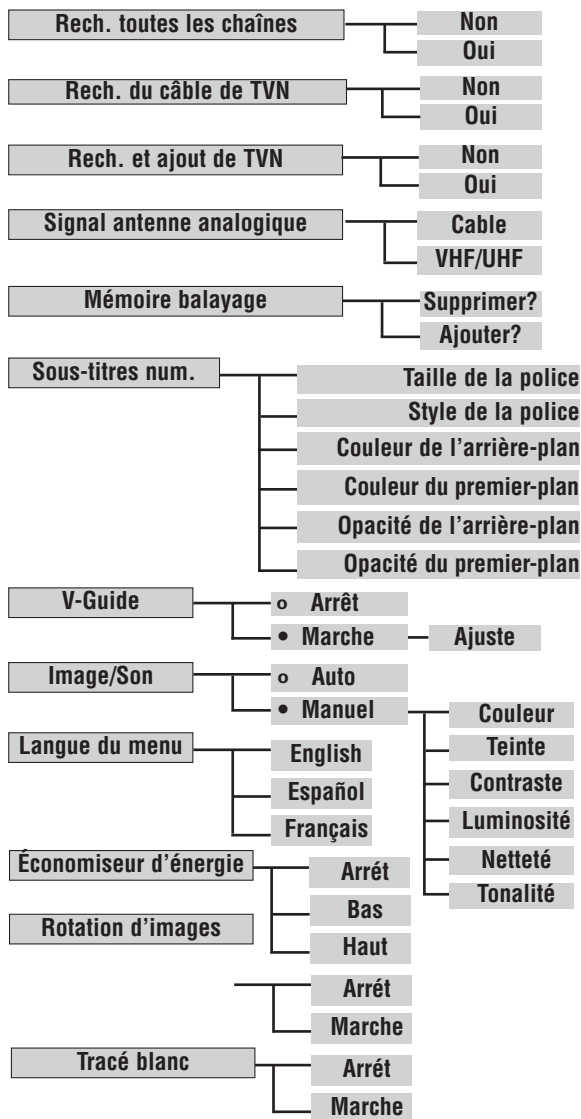 Rech. toutes les chaînes
Non
Oui
Rech. du câble de TVN
Non
Oui
Rech. et ajout de TVN
Non
Oui
Signal antenne analogique
Cable
VHF/UHF
Mémoire balayage
Supprimer?
Ajouter?
Sous-titres num.
Taille de la police
Style de la police
Couleur de l'arrière-plan
Couleur du premier-plan
Opacité de l'arrière-plan
Opacité du premier-plan
V-Guide
o Arrêt
• Marche
Ajuste
Image/Son
o Auto
• Manuel
Couleur
Teinte
Contraste
Luminosité
Netteté
Tonalité
Langue du menu
English
Español
Français
Économiseur d'énergie
Arrét
Bas
Haut
Rotation d'images
Arrét
Marche
Tracé blanc
Arrét
Marche